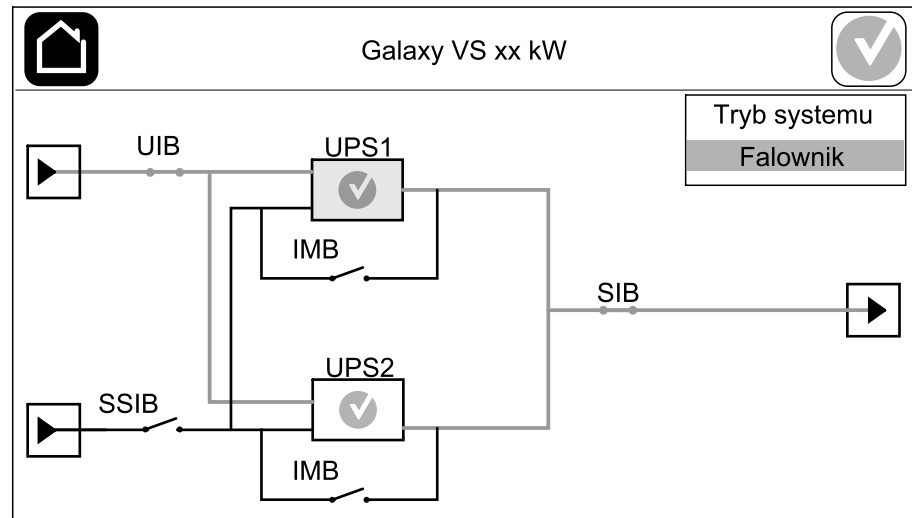 Galaxy VS xx kW
Tryb systemu
Falownik
UIB
UPS1
IMB
SIB
UPS2
SSIB
IMB